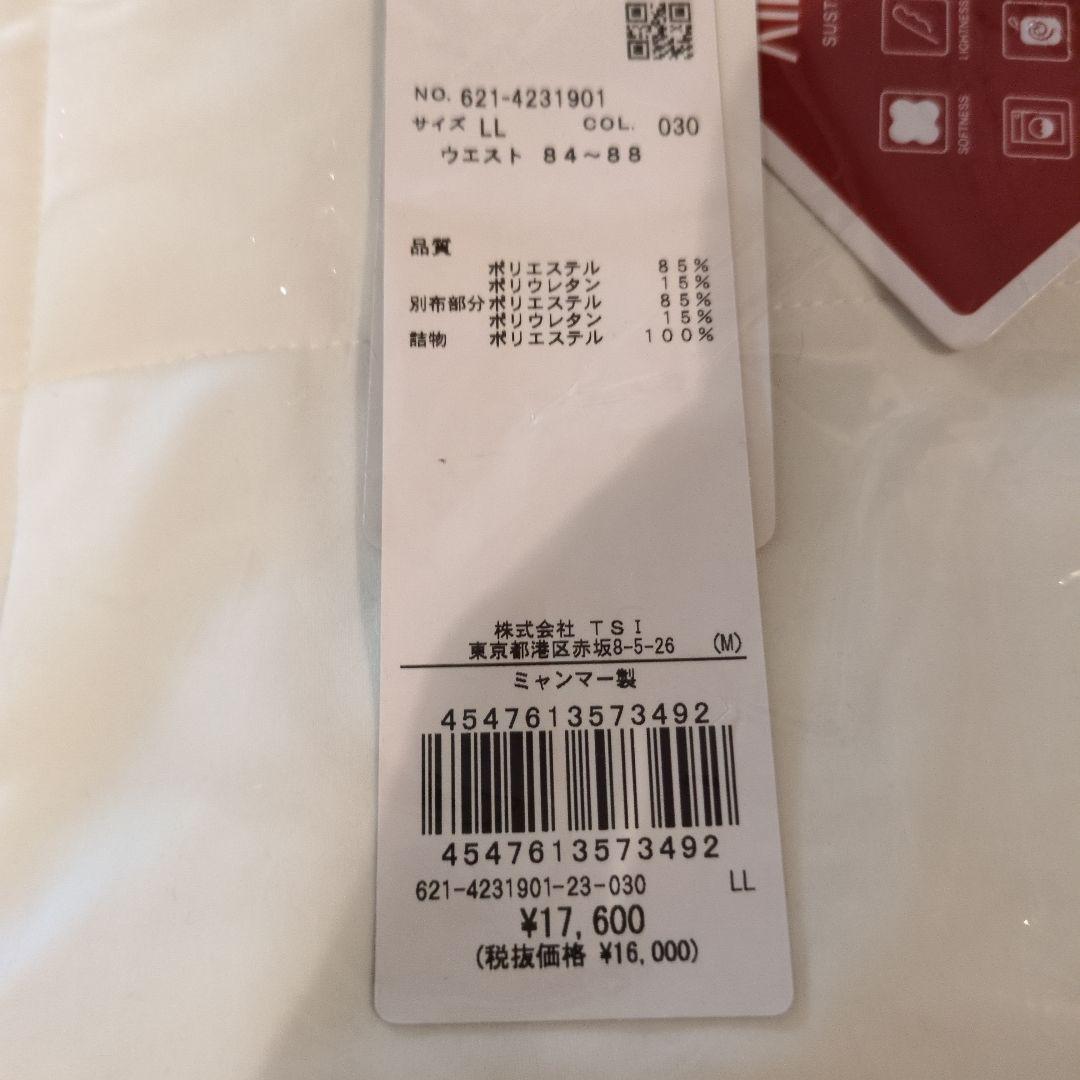 NO. 621-4231901
サイズ LL COL. 030
ウエスト 84～88
品質
ポリエステル 85%
ポリウレタン 15%
別布部分 ポリエステル 85%
ポリウレタン 15%
詰物 ポリエステル 100%
株式会社 TSI
東京都港区赤坂8-5-26 (M)
ミャンマー製
4547613573492
4547613573492
621-4231901-23-030 LL
¥17,600
(税抜価格 ¥16,000)
LIGHTNESS
SOFTNESS